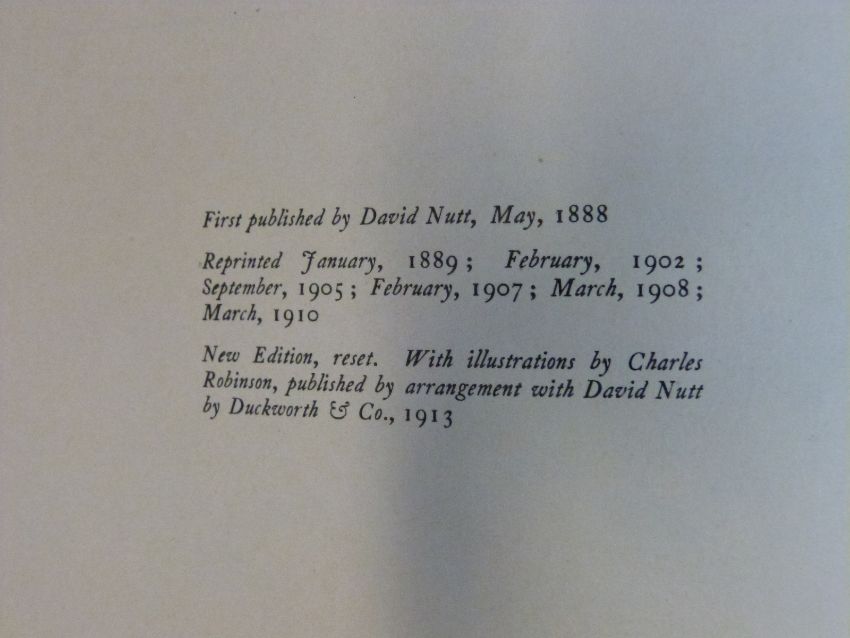 First published by David Nutt, May, 1888
Reprinted January, 1889; February, 1902;
September, 1905; February, 1907; March, 1908;
March, 1910
New Edition, reset. With illustrations by Charles
Robinson, published by arrangement with David Nutt
by Duckworth & Co., 1913